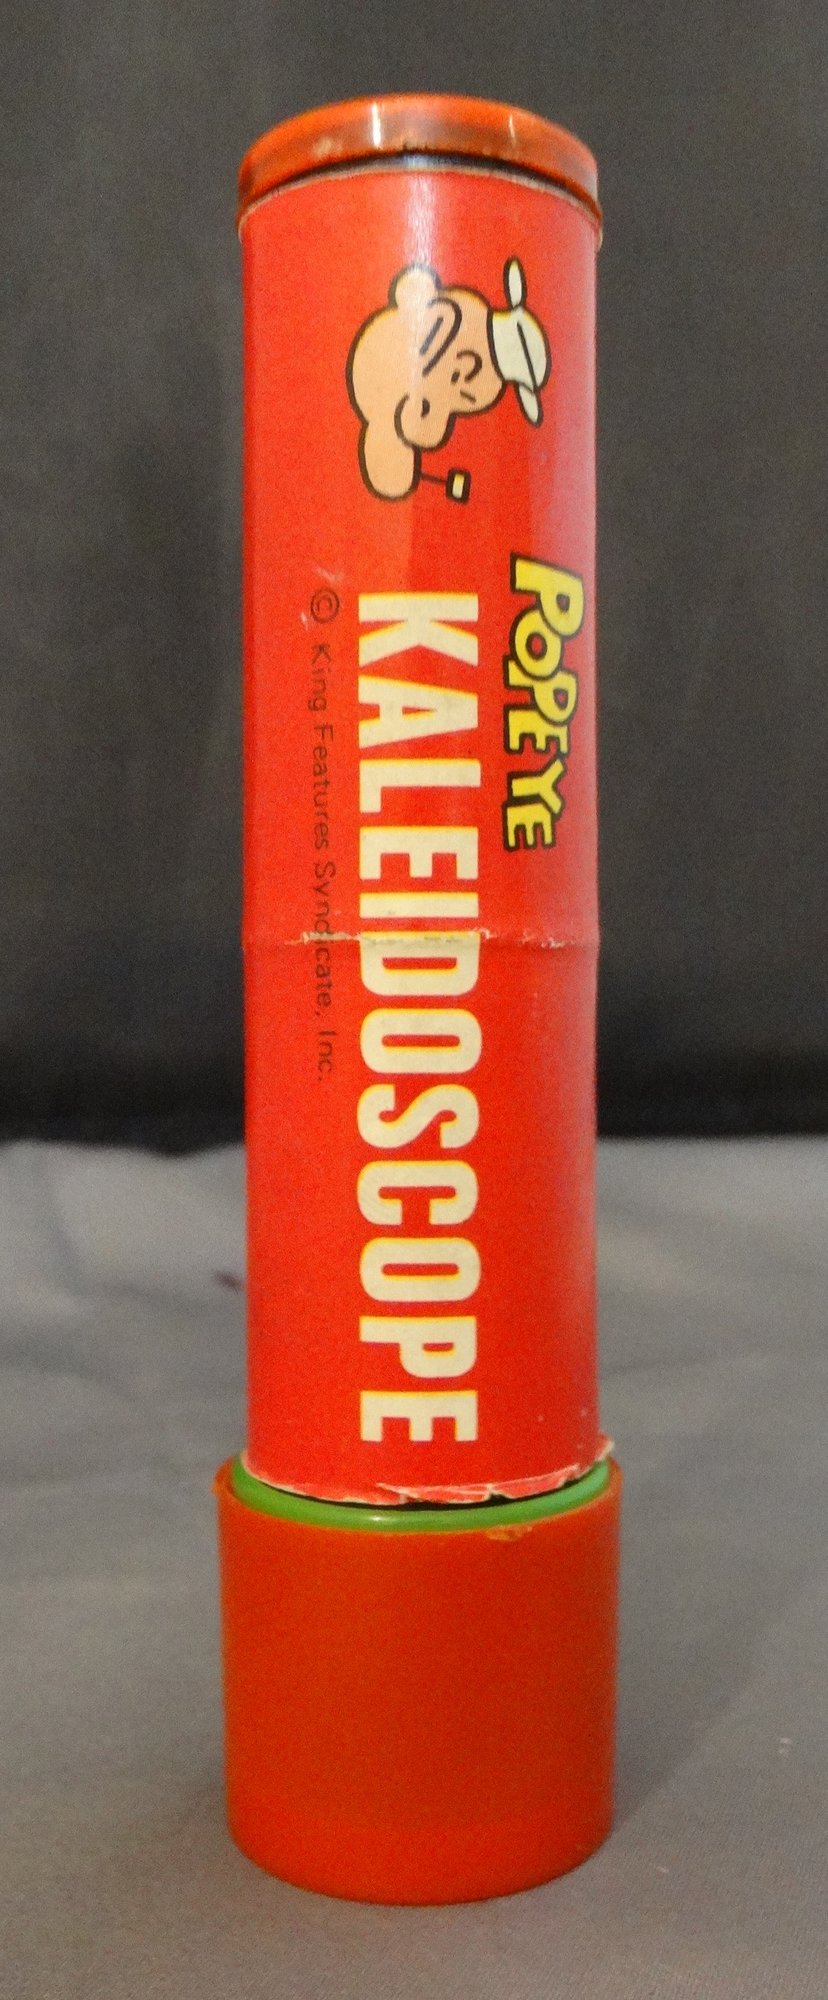 POPEYE
KALEIDOSCOPE
© King Features Syndicate, Inc.